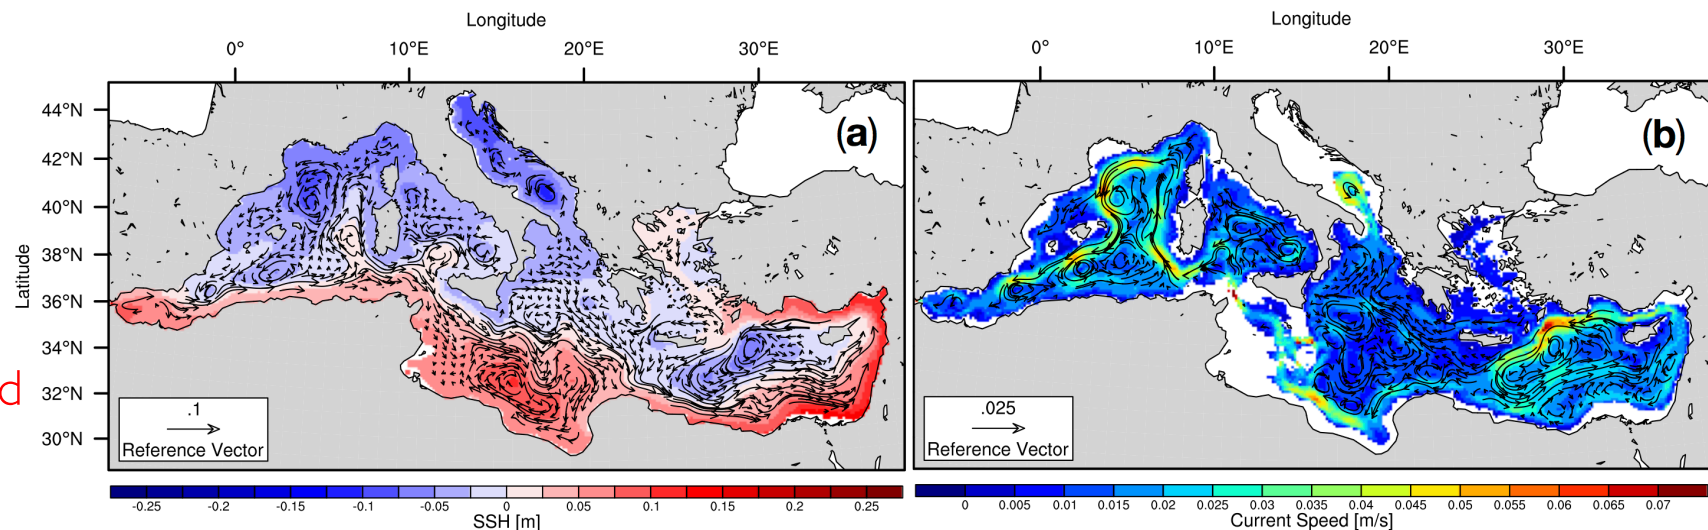 Longitude
0° 10°E 20°E 30°E
44°N
42°N
40°N
38°N
36°N
34°N
32°N
30°N
Latitude
d
(a)
.1
Reference Vector
-0.25 -0.2 -0.15 -0.1 -0.05 0 0.05 0.1 0.15 0.2 0.25
SSH [m]
Longitude
0° 10°E 20°E 30°E
(b)
.025
Reference Vector
0 0.005 0.01 0.015 0.02 0.025 0.03 0.035 0.04 0.045 0.05 0.055 0.06 0.065 0.07
Current Speed [m/s]